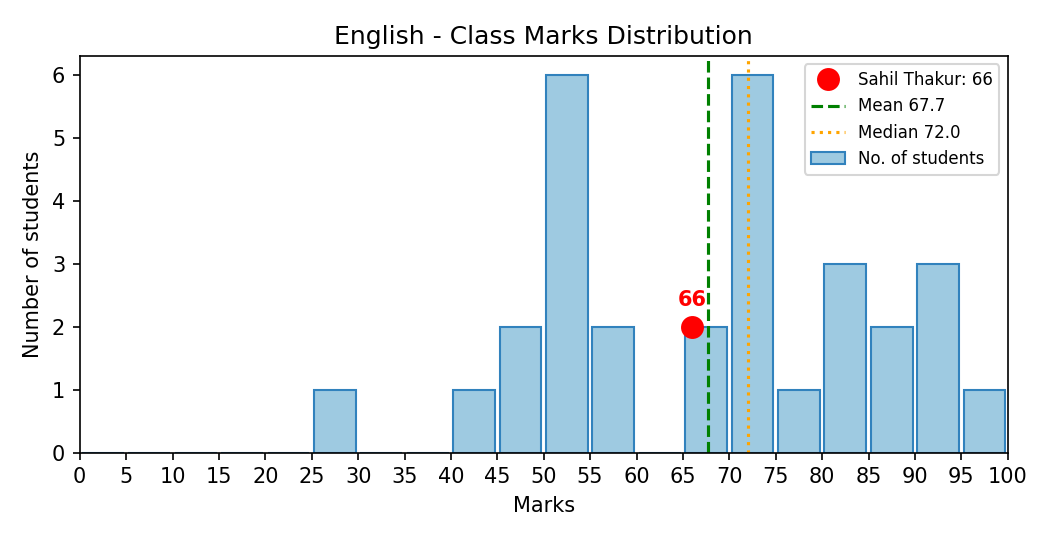 English - Class Marks Distribution
Sahil Thakur: 66
Mean 67.7
Median 72.0
No. of students
Number of students
6
5
4
3
2
1
0
66
0 5 10 15 20 25 30 35 40 45 50 55 60 65 70 75 80 85 90 95 100
Marks